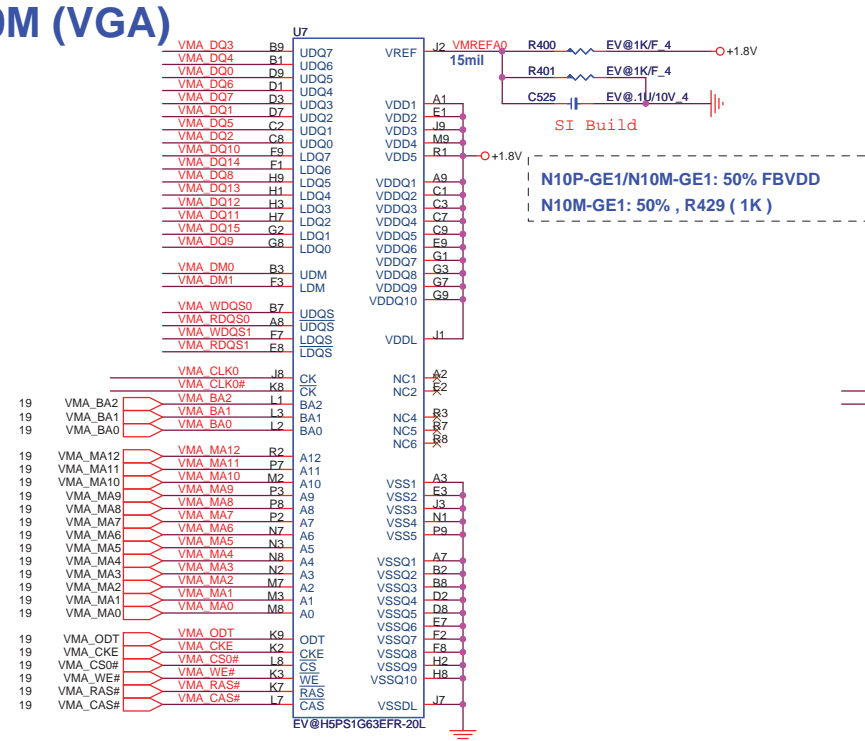 0M (VGA)
U7
VMA_DQ3 B9 UDQ7
VMA_DQ4 B1 UDQ6
VMA_DQ0 D9 UDQ5
VMA_DQ6 D1 UDQ4
VMA_DQ7 D3 UDQ3
VMA_DQ1 D7 UDQ2
VMA_DQ5 C2 UDQ1
VMA_DQ2 C8 UDQ0
VMA_DQ10 F9 LDQ7
VMA_DQ14 F1 LDQ6
VMA_DQ8 H9 LDQ5
VMA_DQ13 H1 LDQ4
VMA_DQ12 H3 LDQ3
VMA_DQ11 H7 LDQ2
VMA_DQ15 G2 LDQ1
VMA_DQ9 G8 LDQ0
VMA_DM0 B3 UDM
VMA_DM1 F3 LDM
VMA_WDQS0 B7 UDQS
VMA_RDQS0 A8 UDQS
VMA_WDQS1 F7 LDQS
VMA_RDQS1 E8 LDQS
VMA_CLK0 J8 CK
VMA_CLK0# K8 CK
19 VMA_BA2 VMA_BA2 L1 BA2
19 VMA_BA1 VMA_BA1 L3 BA1
19 VMA_BA0 VMA_BA0 L2 BA0
19 VMA_MA12 VMA_MA12 R2 A12
19 VMA_MA11 VMA_MA11 P7 A11
19 VMA_MA10 VMA_MA10 M2 A10
19 VMA_MA9 VMA_MA9 P3 A9
19 VMA_MA8 VMA_MA8 P8 A8
19 VMA_MA7 VMA_MA7 P2 A7
19 VMA_MA6 VMA_MA6 N7 A6
19 VMA_MA5 VMA_MA5 N3 A5
19 VMA_MA4 VMA_MA4 N8 A4
19 VMA_MA3 VMA_MA3 N2 A3
19 VMA_MA2 VMA_MA2 M7 A2
19 VMA_MA1 VMA_MA1 M3 A1
19 VMA_MA0 VMA_MA0 M8 A0
19 VMA_ODT VMA_ODT K9 ODT
19 VMA_CKE VMA_CKE K2 CKE
19 VMA_CS0# VMA_CS0# L8 CS
19 VMA_WE# VMA_WE# K3 WE
19 VMA_RAS# VMA_RAS# K7 RAS
19 VMA_CAS# VMA_CAS# L7 CAS
VREF J2 VMREFA0
15mil
VDD1 A1
VDD2 E1
VDD3 J9
VDD4 M9
VDD5 R1
+1.8V
VDDQ1 A9
VDDQ2 C1
VDDQ3 C3
VDDQ4 C7
VDDQ5 C9
VDDQ6 E9
VDDQ7 G1
VDDQ8 G3
VDDQ9 G7
VDDQ10 G9
VDDL J1
NC1 A2
NC2 E2
NC4 R3
NC5 R7
NC6 R8
VSS1 A3
VSS2 E3
VSS3 J3
VSS4 N1
VSS5 P9
VSSQ1 A7
VSSQ2 B2
VSSQ3 B8
VSSQ4 D2
VSSQ5 D8
VSSQ6 E7
VSSQ7 F2
VSSQ8 F8
VSSQ9 H2
VSSQ10 H8
VSSDL J7
EV@H5PS1G63EFR-20L
R400 EV@1K/F_4 +1.8V
R401 EV@1K/F_4
C525 EV@.1U/10V_4
SI Build
N10P-GE1/N10M-GE1: 50% FBVDD
N10M-GE1: 50% , R429 ( 1K )